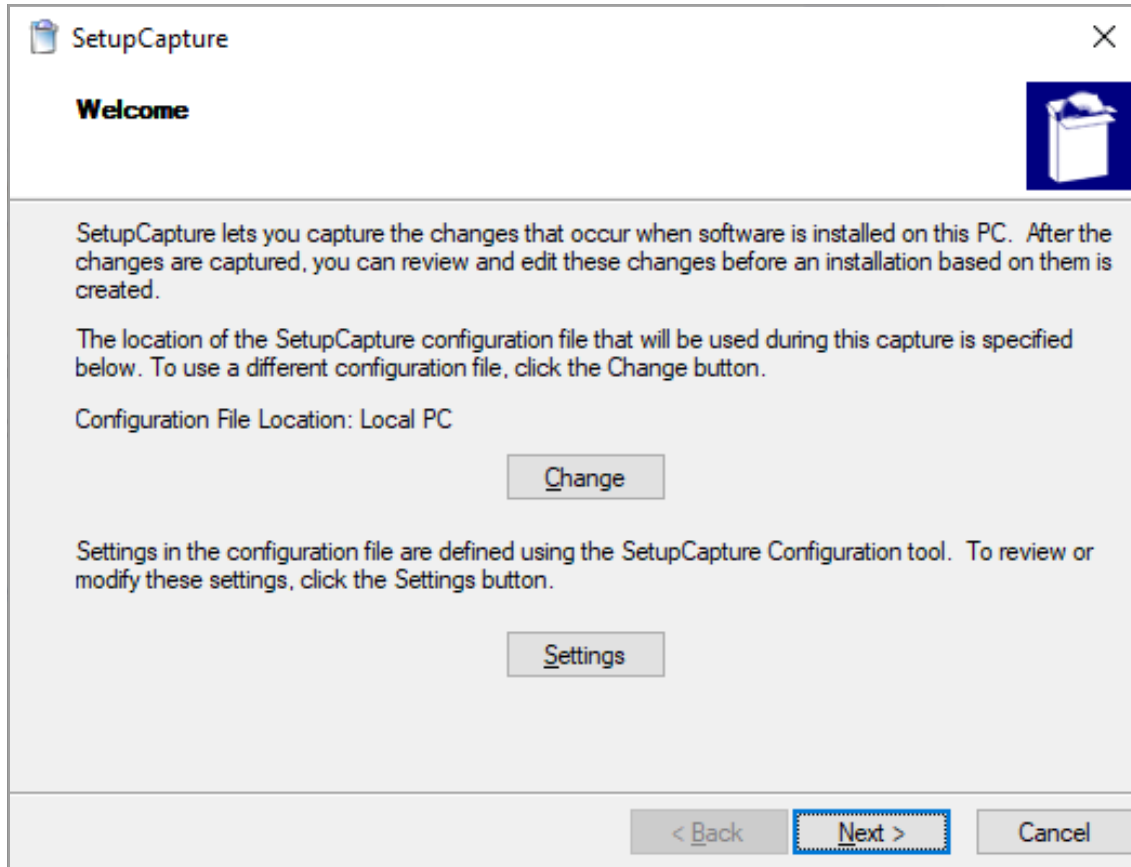 SetupCapture
Welcome
SetupCapture lets you capture the changes that occur when software is installed on this PC.  After the
changes are captured, you can review and edit these changes before an installation based on them is
created.
The location of the SetupCapture configuration file that will be used during this capture is specified
below. To use a different configuration file, click the Change button.
Configuration File Location: Local PC
Change
Settings in the configuration file are defined using the SetupCapture Configuration tool.  To review or
modify these settings, click the Settings button.
Settings
< Back Next > Cancel